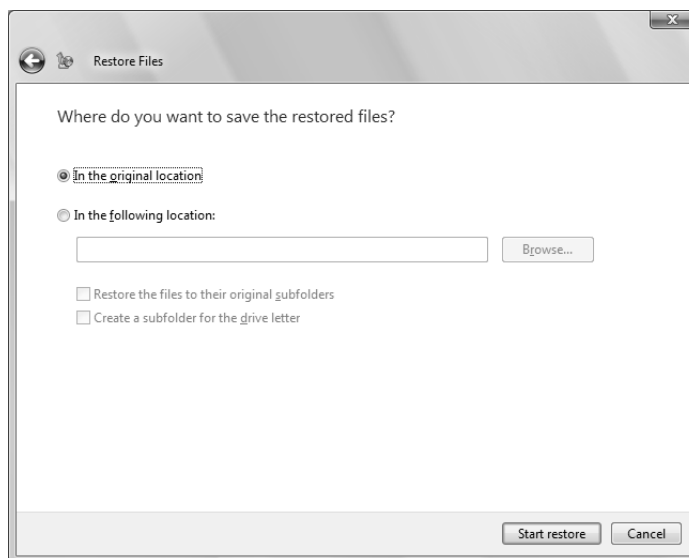 Restore Files
Where do you want to save the restored files?
In the original location
In the following location:
Browse...
Restore the files to their original subfolders
Create a subfolder for the drive letter
Start restore Cancel